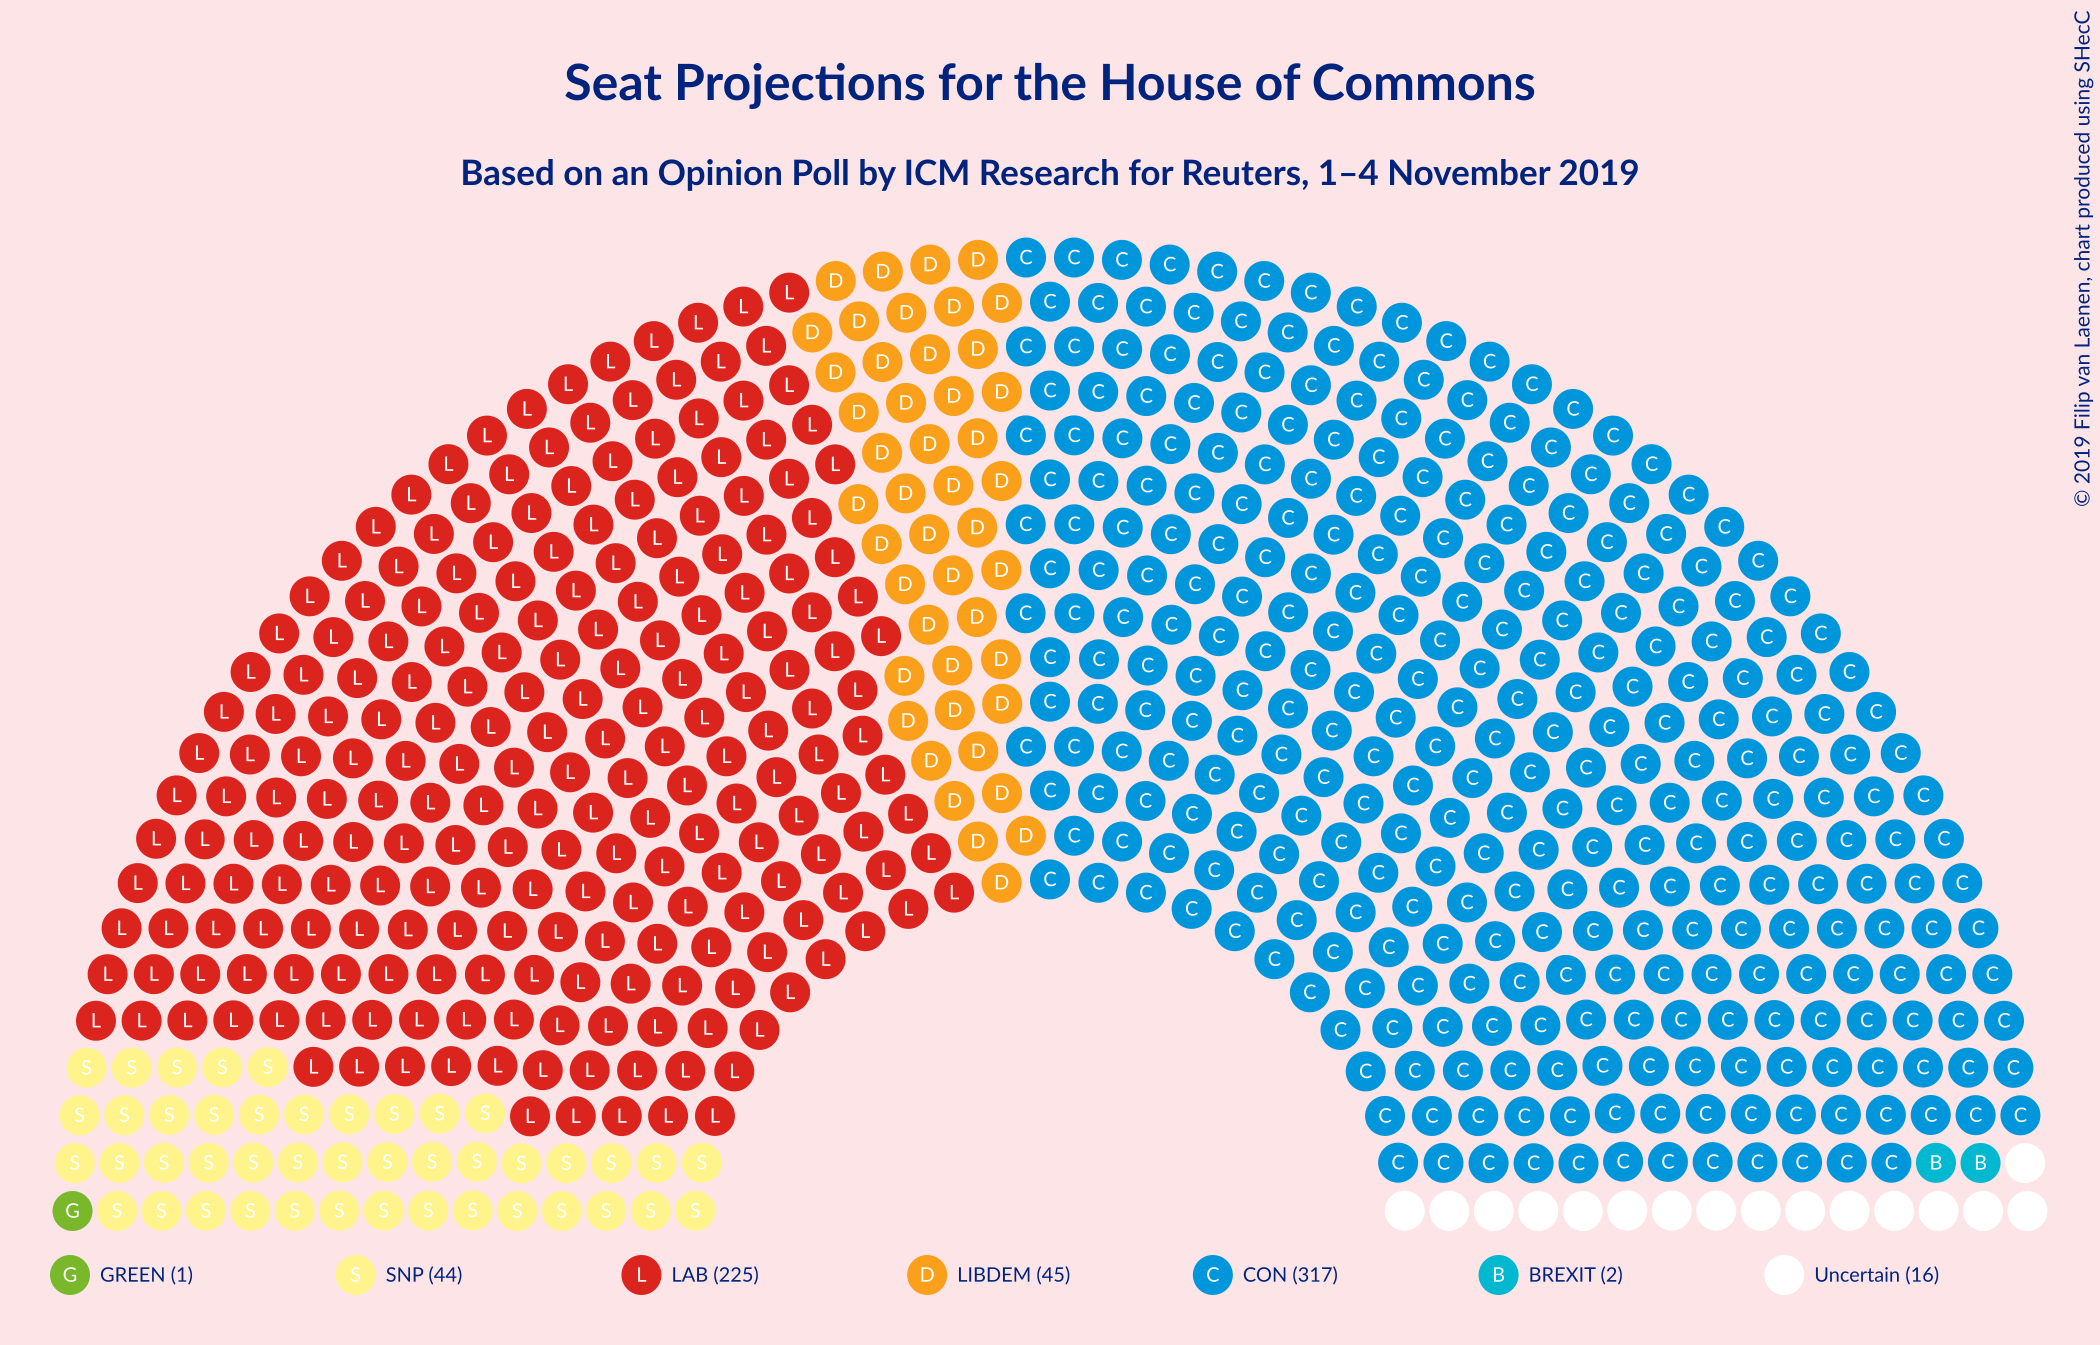 Seat Projections for the House of Commons
Based on an Opinion Poll by ICM Research for Reuters, 1–4 November 2019
© 2019 Filip van Laenen, chart produced using SHecC
G GREEN (1)
S SNP (44)
L LAB (225)
D LIBDEM (45)
C CON (317)
B BREXIT (2)
Uncertain (16)